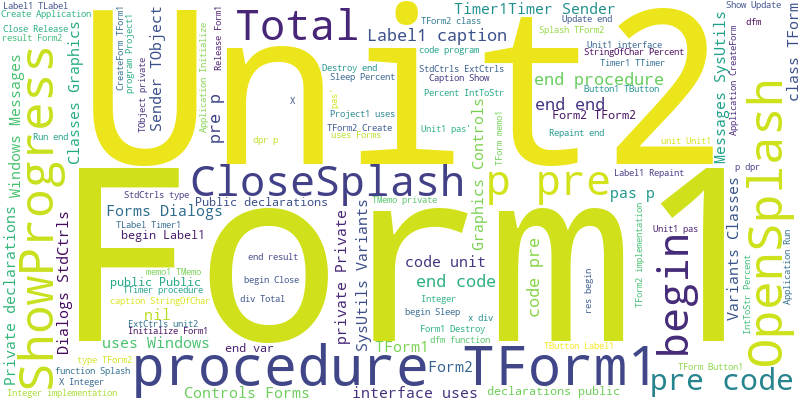 Label1 TLabel
Create Application
Close Release
result Form2
Classes Graphics
CreateForm TForm1
program Project1
TObject private
Sender TObject
Application Initialize
pre p
Release Form1
Total
dpr p
X
Destroy end
Sleep Percent
pas`
Project1 uses
TForm2 Create
uses Forms
TForm2 class
Label1 caption
code program
StdCtrls ExtCtrls
Caption Show
Percent IntToStr
Unit1 pas`
TForm memo1
Timer1Timer Sender
Update end
Splash TForm2
Unit1 interface
StringOfChar Percent
Timer1 TTimer
end procedure
Button1 TButton
end end
Form2 TForm2
Repaint end
unit Unit1
Messages SysUtils
Show Update
dfm
Application CreateForm
class TForm
Unit2
Run end
Windows Messages
ShowProgress
Private declarations
Dialogs StdCtrls
StdCtrls type
CloseSplash
Public declarations
Forms Dialogs
TLabel Timer1
begin Label1
TMemo private
Graphics Controls
p pre
Label1 Repaint
pas p
p dpr
OpenSplash
Variants Classes
Form1
end result
memo1 TMemo
TTimer procedure
public Public
begin Close
caption StringOfChar
div Total
nil
ExtCtrls unit2
Initialize Form1
uses Windows
end var
private Private
SysUtils Variants
code unit
end code
Integer
begin Sleep
x div
Form1 Destroy
dfm function
TForm1
code pre
res begin
TForm2 implementation
Unit1 pas
begin
IntToStr Percent
Application Run
TButton Label1
type TForm2
function Splash
X Integer
Integer implementation
procedure TForm1
Form2
TForm Button1
pre code
Controls Forms
interface uses
declarations public